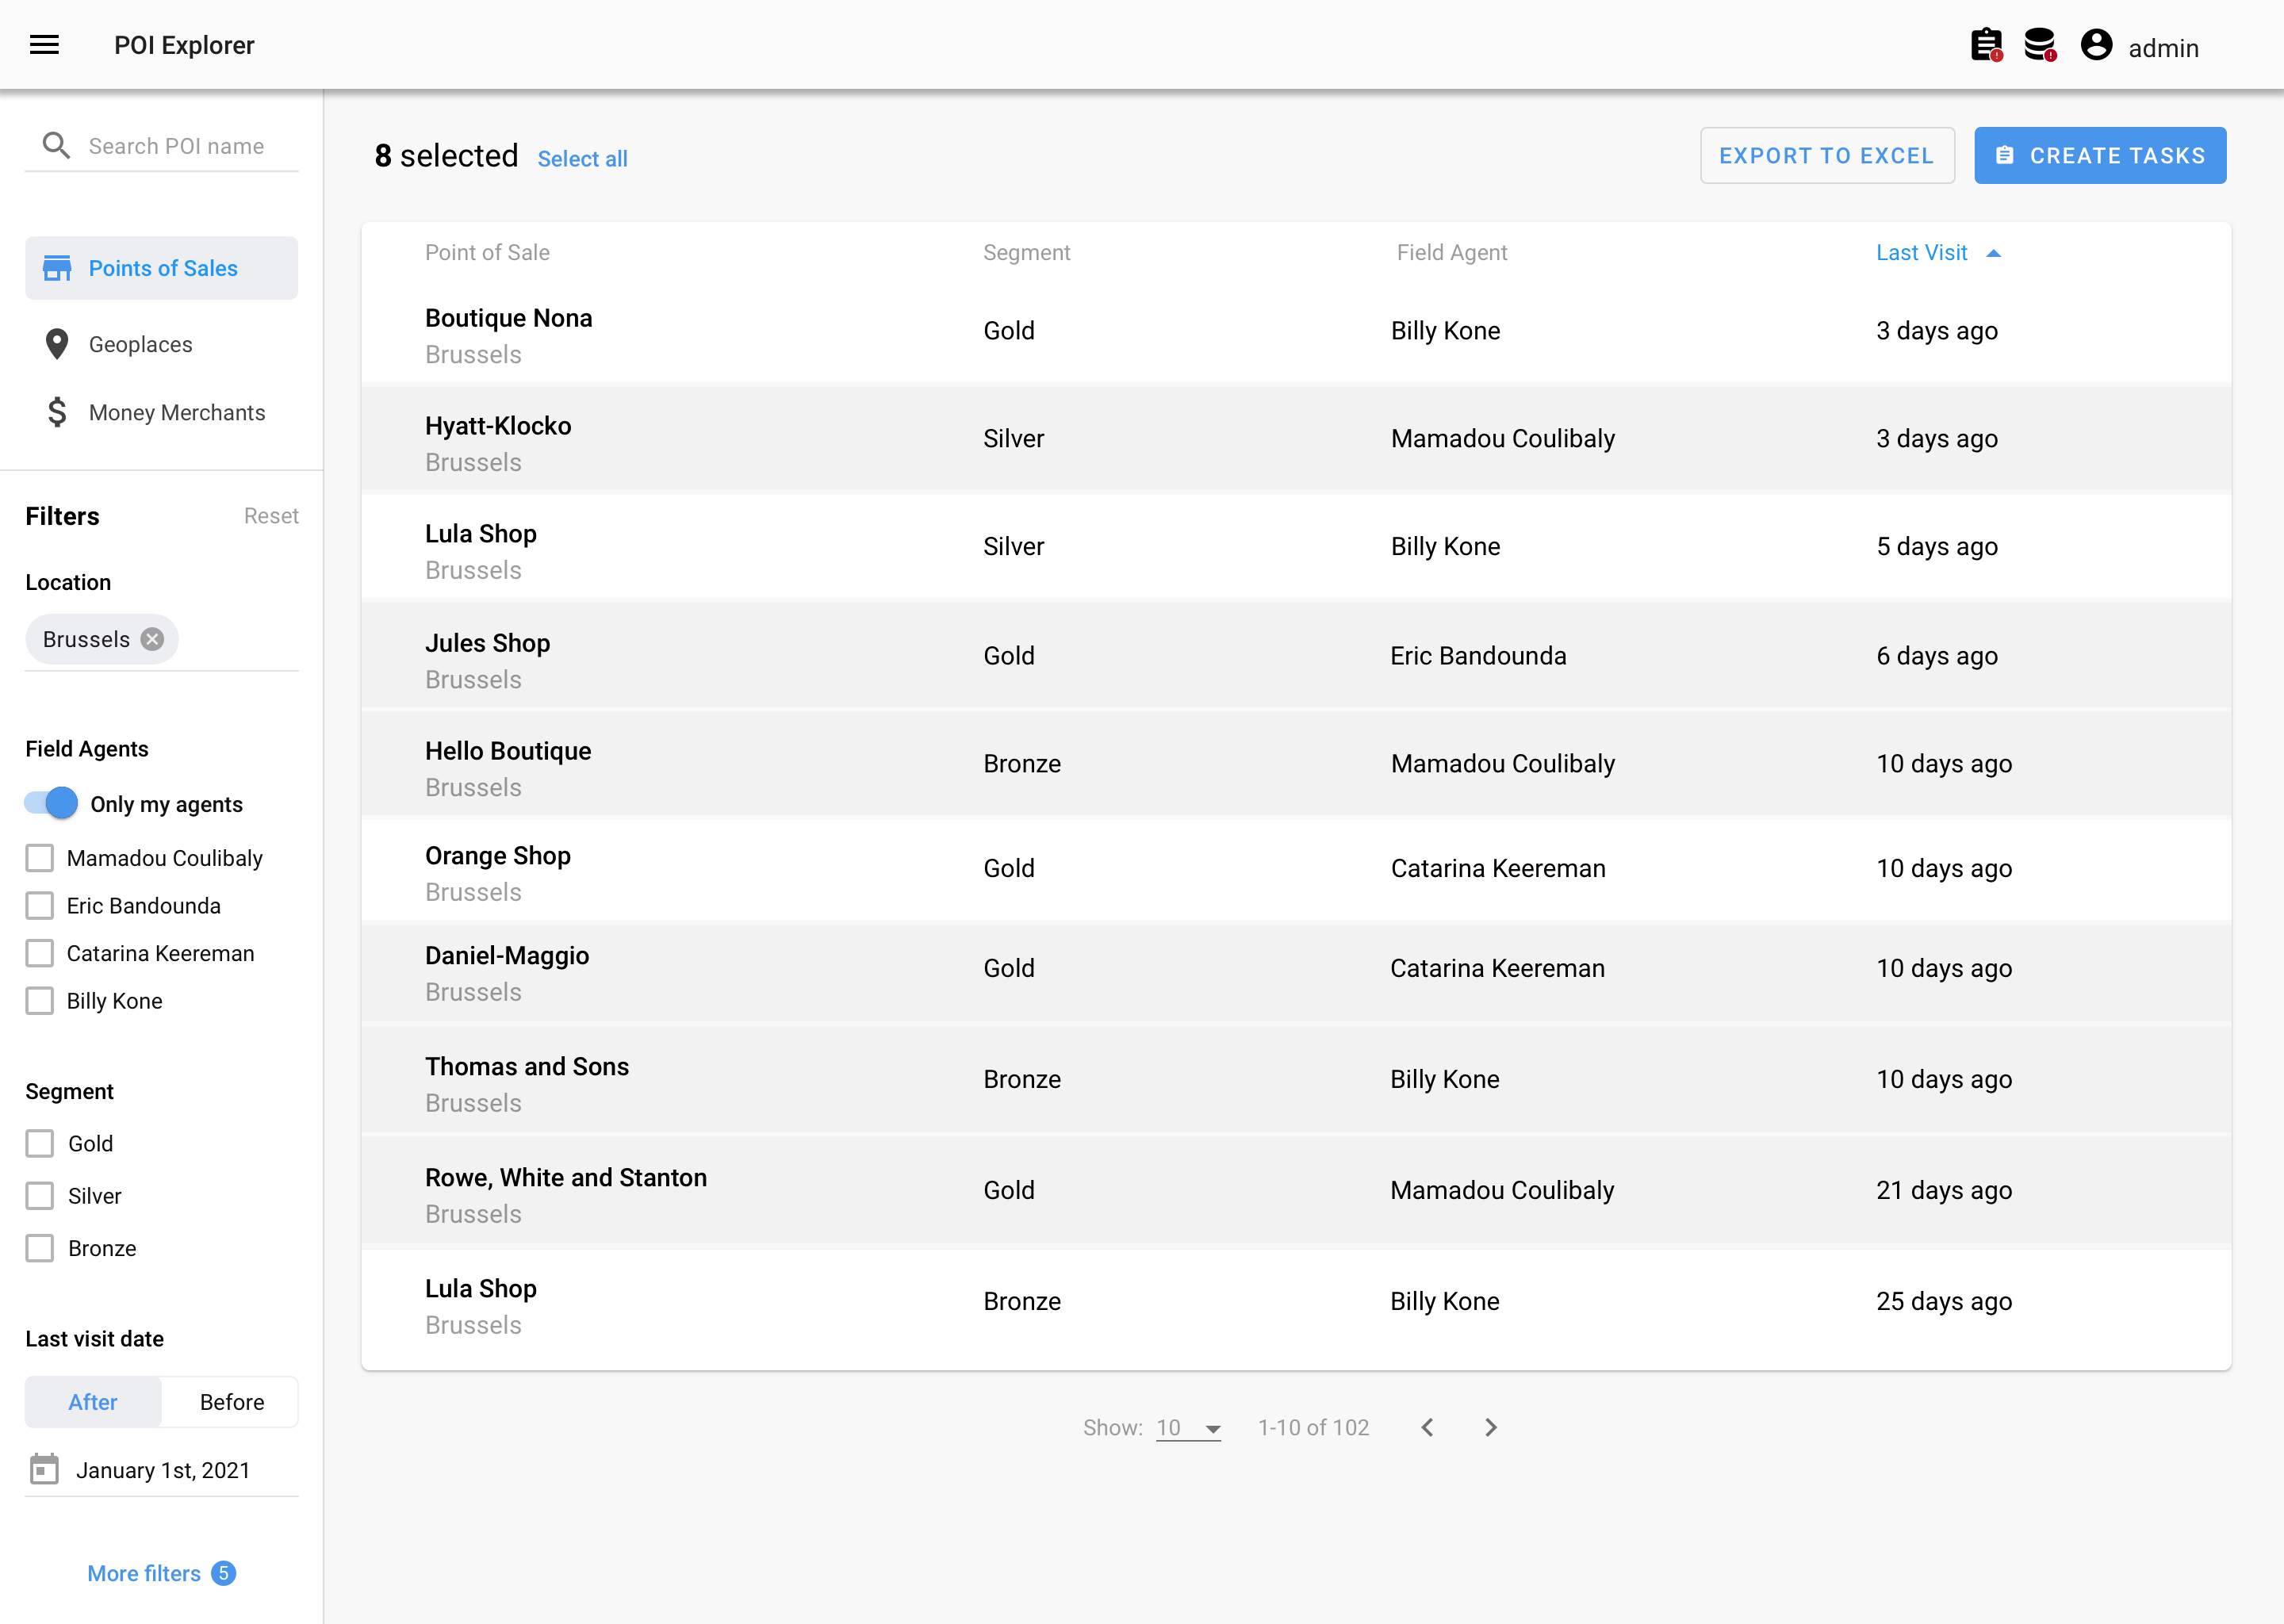 POI Explorer
admin
Search POI name
Points of Sales
Geoplaces
Money Merchants
Filters Reset
Location
Brussels
Field Agents
Only my agents
Mamadou Coulibaly
Eric Bandounda
Catarina Keereman
Billy Kone
Segment
Gold
Silver
Bronze
Last visit date
After Before
January 1st, 2021
More filters 5
8 selected Select all
EXPORT TO EXCEL
CREATE TASKS
Point of Sale Segment Field Agent Last Visit
Boutique Nona
Brussels
Gold Billy Kone 3 days ago
Hyatt-Klocko
Brussels
Silver Mamadou Coulibaly 3 days ago
Lula Shop
Brussels
Silver Billy Kone 5 days ago
Jules Shop
Brussels
Gold Eric Bandounda 6 days ago
Hello Boutique
Brussels
Bronze Mamadou Coulibaly 10 days ago
Orange Shop
Brussels
Gold Catarina Keereman 10 days ago
Daniel-Maggio
Brussels
Gold Catarina Keereman 10 days ago
Thomas and Sons
Brussels
Bronze Billy Kone 10 days ago
Rowe, White and Stanton
Brussels
Gold Mamadou Coulibaly 21 days ago
Lula Shop
Brussels
Bronze Billy Kone 25 days ago
Show: 10 1-10 of 102